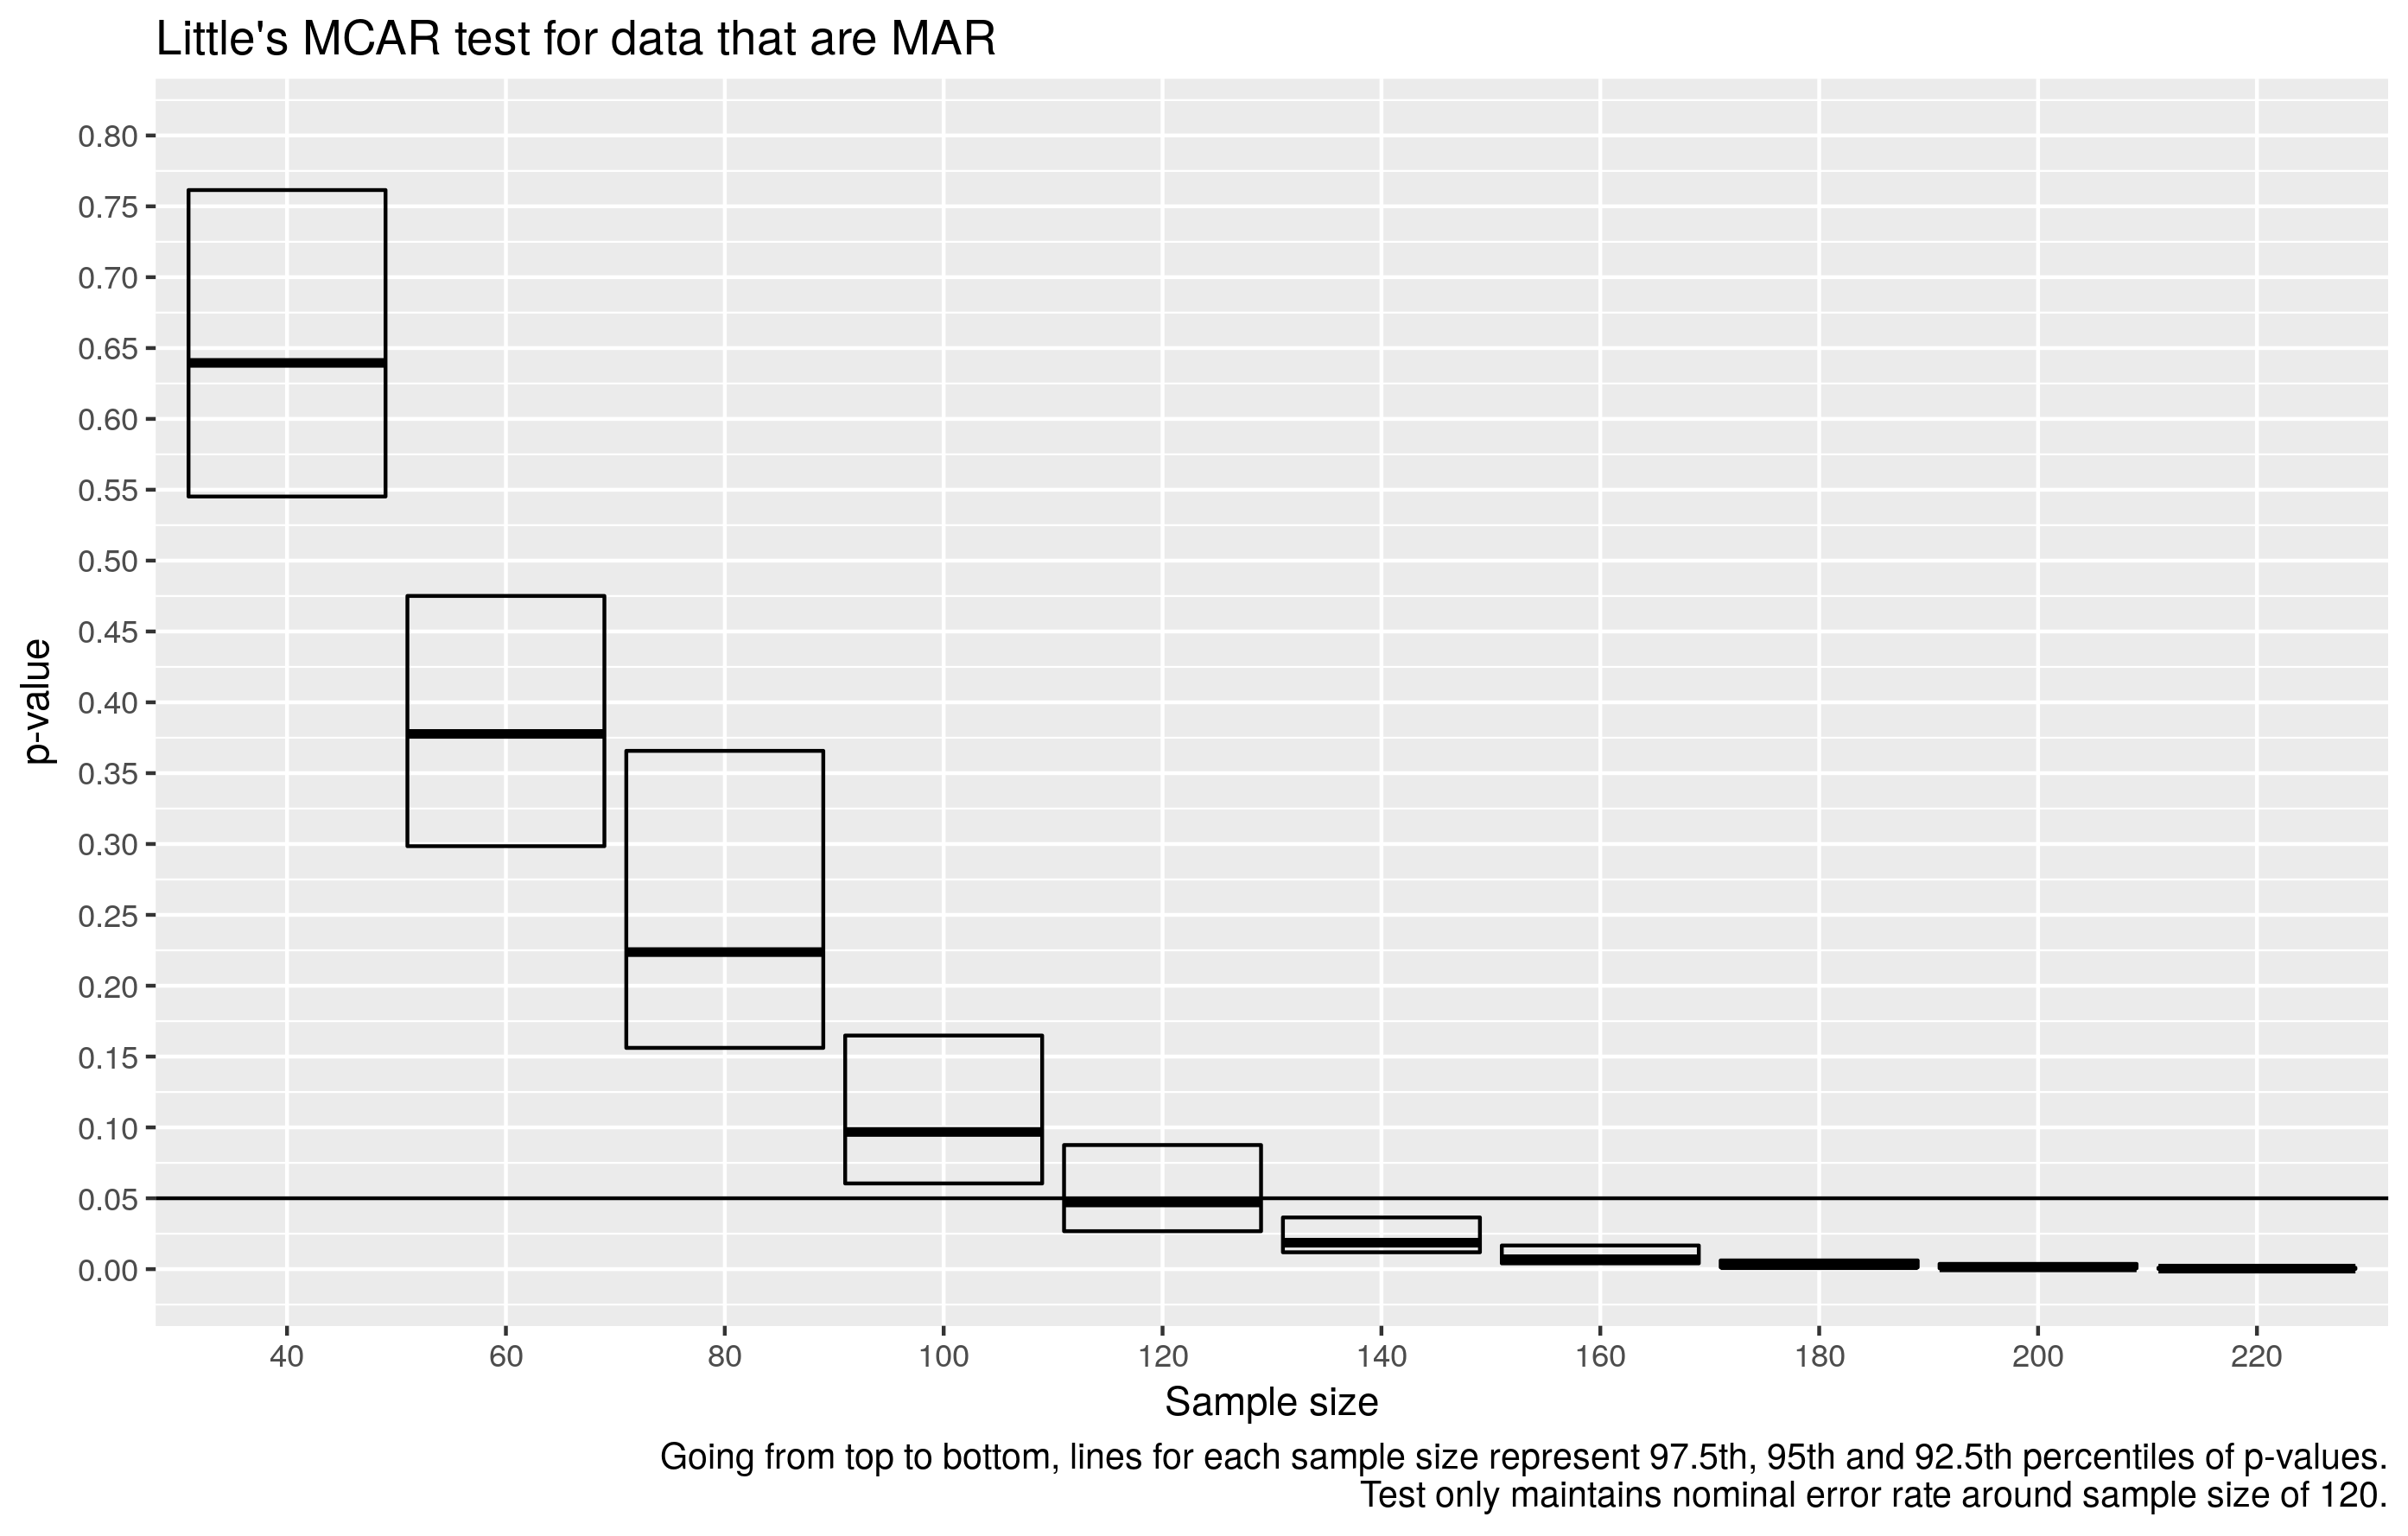 Little's MCAR test for data that are MAR
p-value
0.80
0.75
0.70
0.65
0.60
0.55
0.50
0.45
0.40
0.35
0.30
0.25
0.20
0.15
0.10
0.05
0.00
40 60 80 100 120 140 160 180 200 220
Sample size
Going from top to bottom, lines for each sample size represent 97.5th, 95th and 92.5th percentiles of p-values.
Test only maintains nominal error rate around sample size of 120.